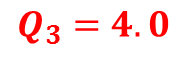 Q₃ = 4.0